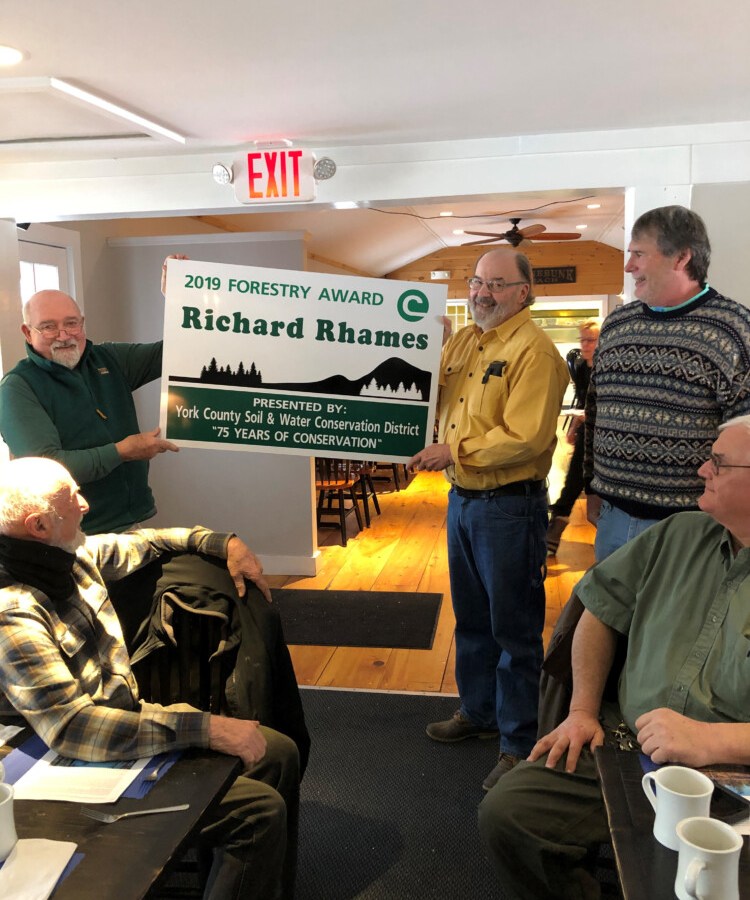 EXIT
2019 FORESTRY AWARD
Richard Rhames
PRESENTED BY:
York County Soil & Water Conservation District
"75 YEARS OF CONSERVATION"